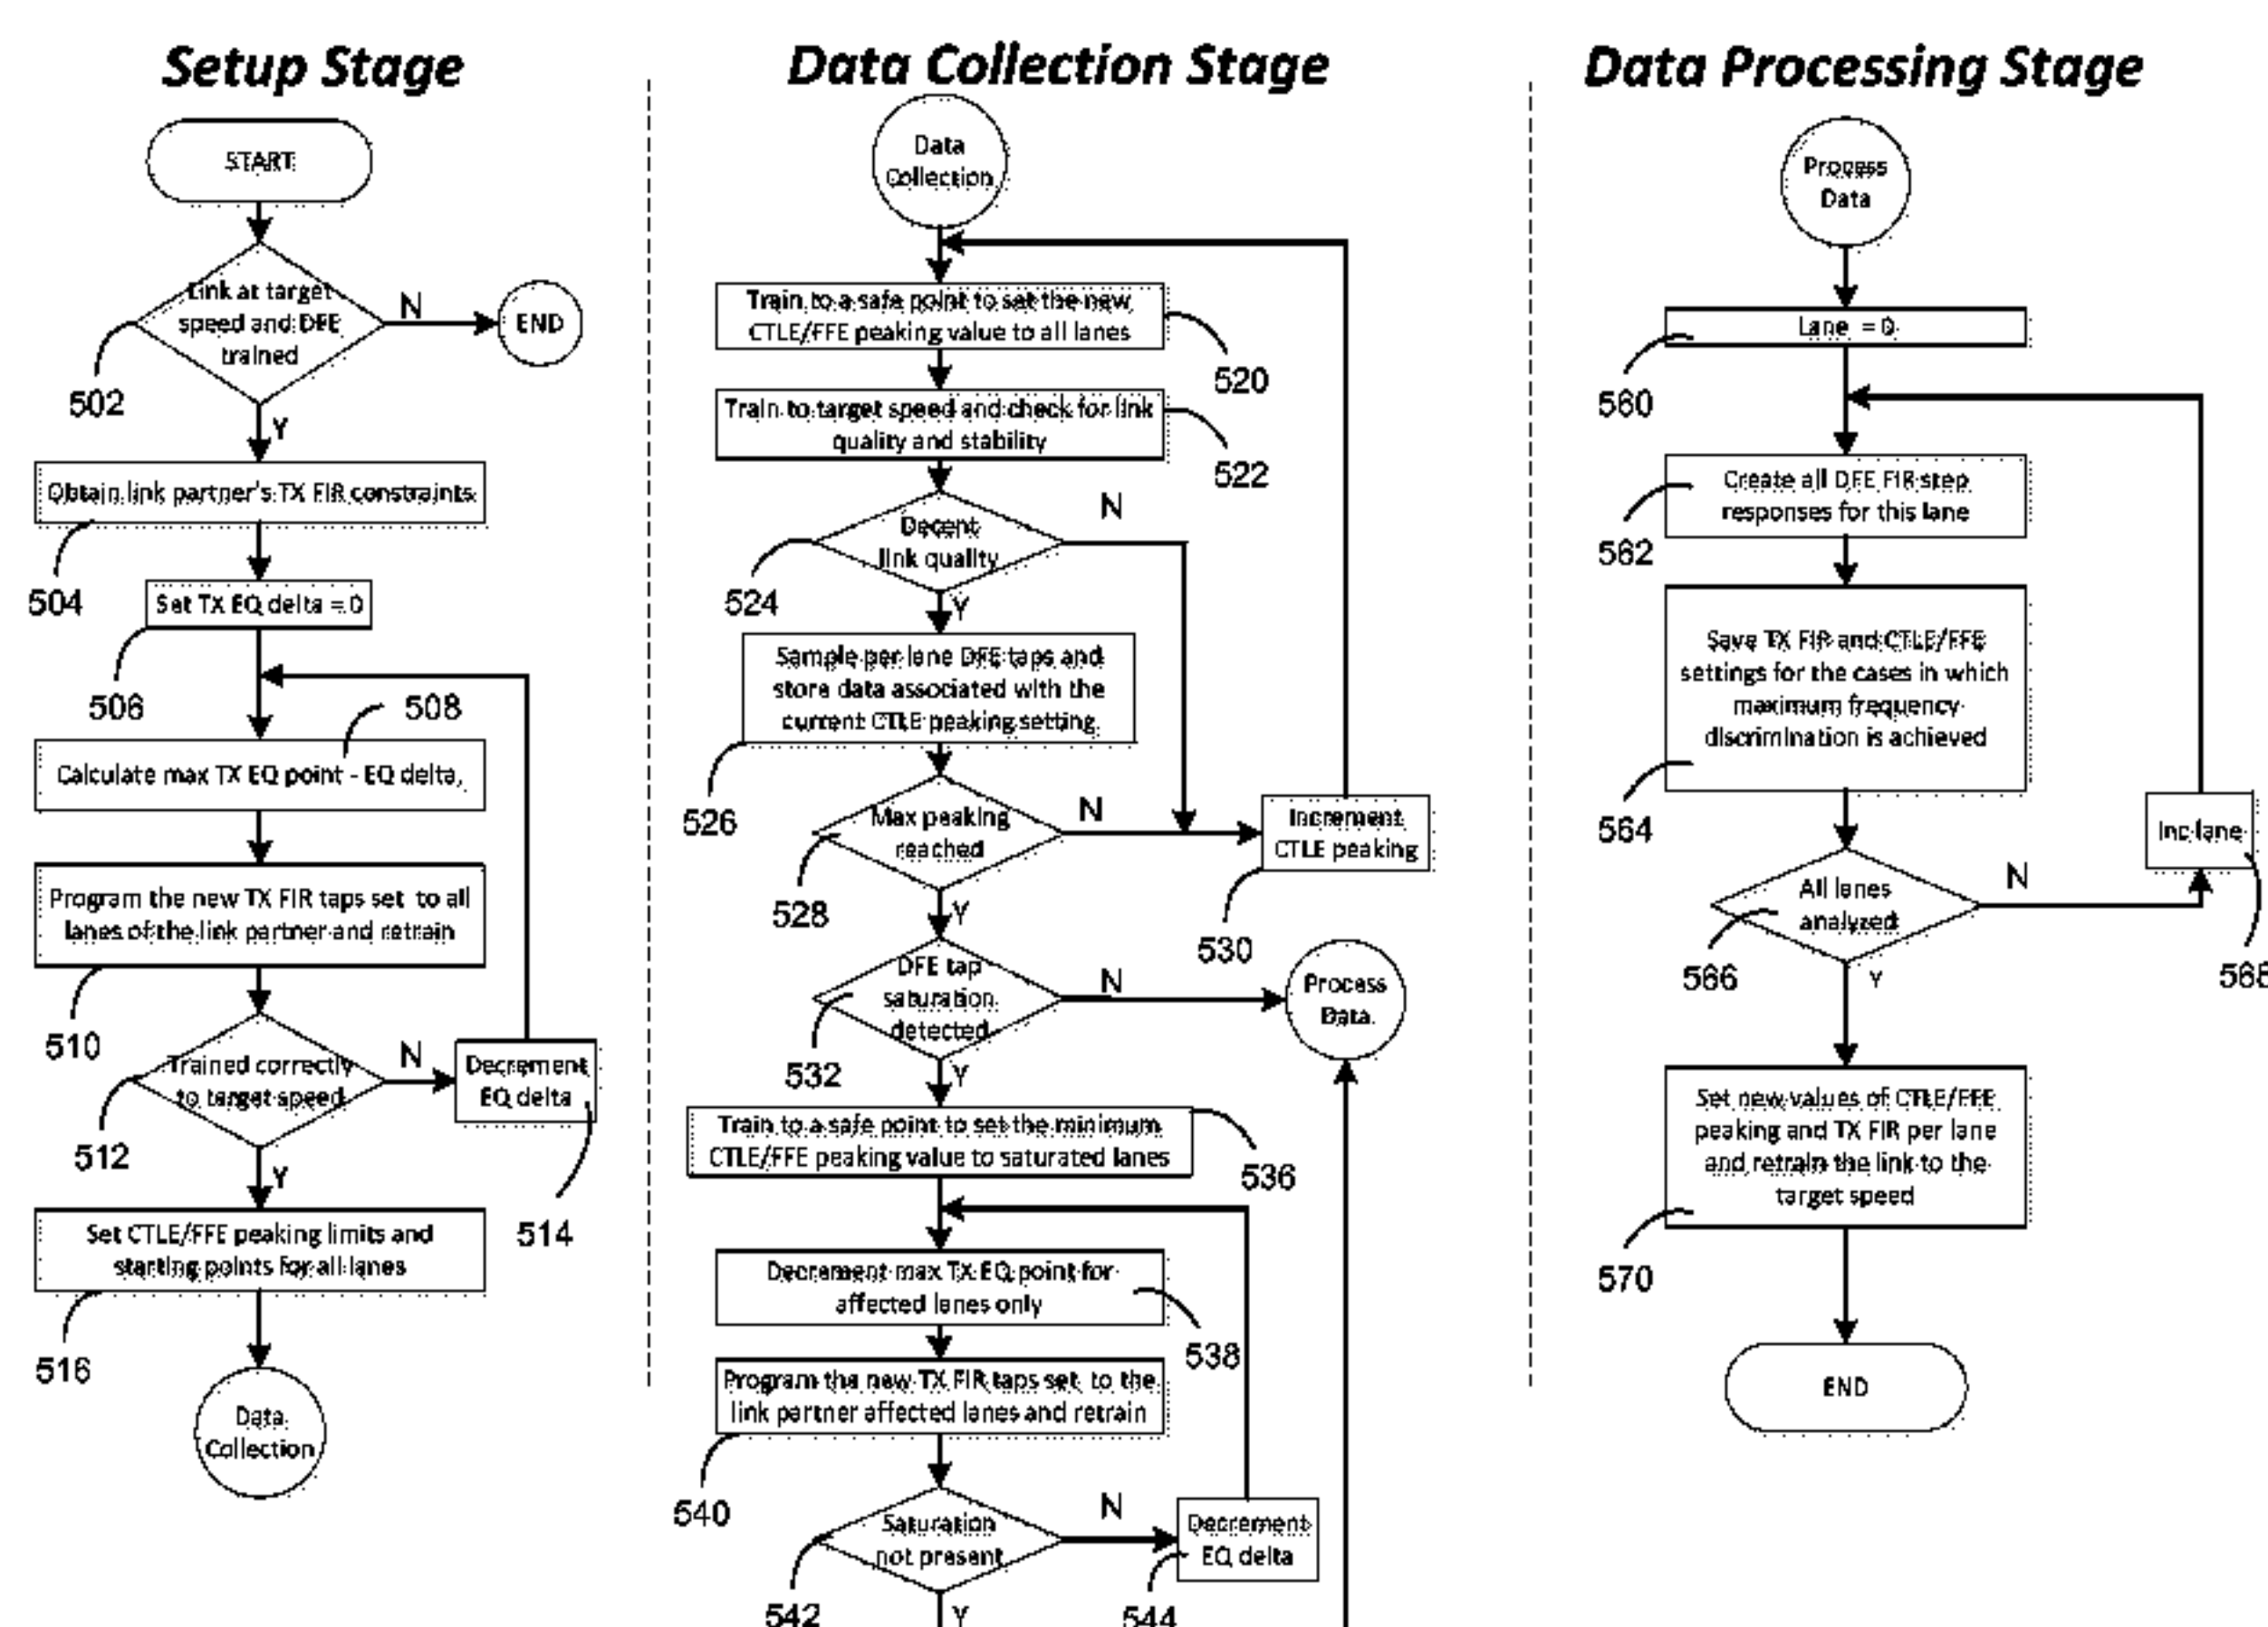 Setup Stage
START
Link at target
speed and DFE
trained
N
END
502
Y
Obtain link partner's TX FIR constraints
504
Set TX EQ delta = 0
506
508
Calculate max TX EQ point - EQ delta,
Program the new TX FIR taps set to all
lanes of the link partner and retrain
510
Trained correctly
to target speed
N
Decrement
EQ delta
512
514
Y
Set CTLE/FFE peaking limits and
starting points for all lanes
516
Data
Collection
Data Collection Stage
Data
Collection
Train to a safe point to set the new
CTLE/FFE peaking value to all lanes
520
Train to target speed and check for link
quality and stability
522
Decent
link quality
N
524
Y
Sample per lane DFE taps and
store data associated with the
current CTLE peaking setting
526
Max peaking
reached
N
Increment
CTLE peaking
528
530
Y
DFE tap
saturation
detected
N
Process
Data
532
Y
Train to a safe point to set the minimum
CTLE/FFE peaking value to saturated lanes
536
Decrement max TX EQ point for
affected lanes only
538
Program the new TX FIR taps set to the
link partner affected lanes and retrain
540
Saturation
not present
N
Decrement
EQ delta
542
544
Y
Data Processing Stage
Process
Data
Lane = 0
560
Create all DFE FIR step
responses for this lane
562
Save TX FIR and CTLE/FFE
settings for the cases in which
maximum frequency
discrimination is achieved
564
All lanes
analyzed
N
Inc lane
566
568
Y
Set new values of CTLE/FFE
peaking and TX FIR per lane
and retrain the link to the
target speed
570
END